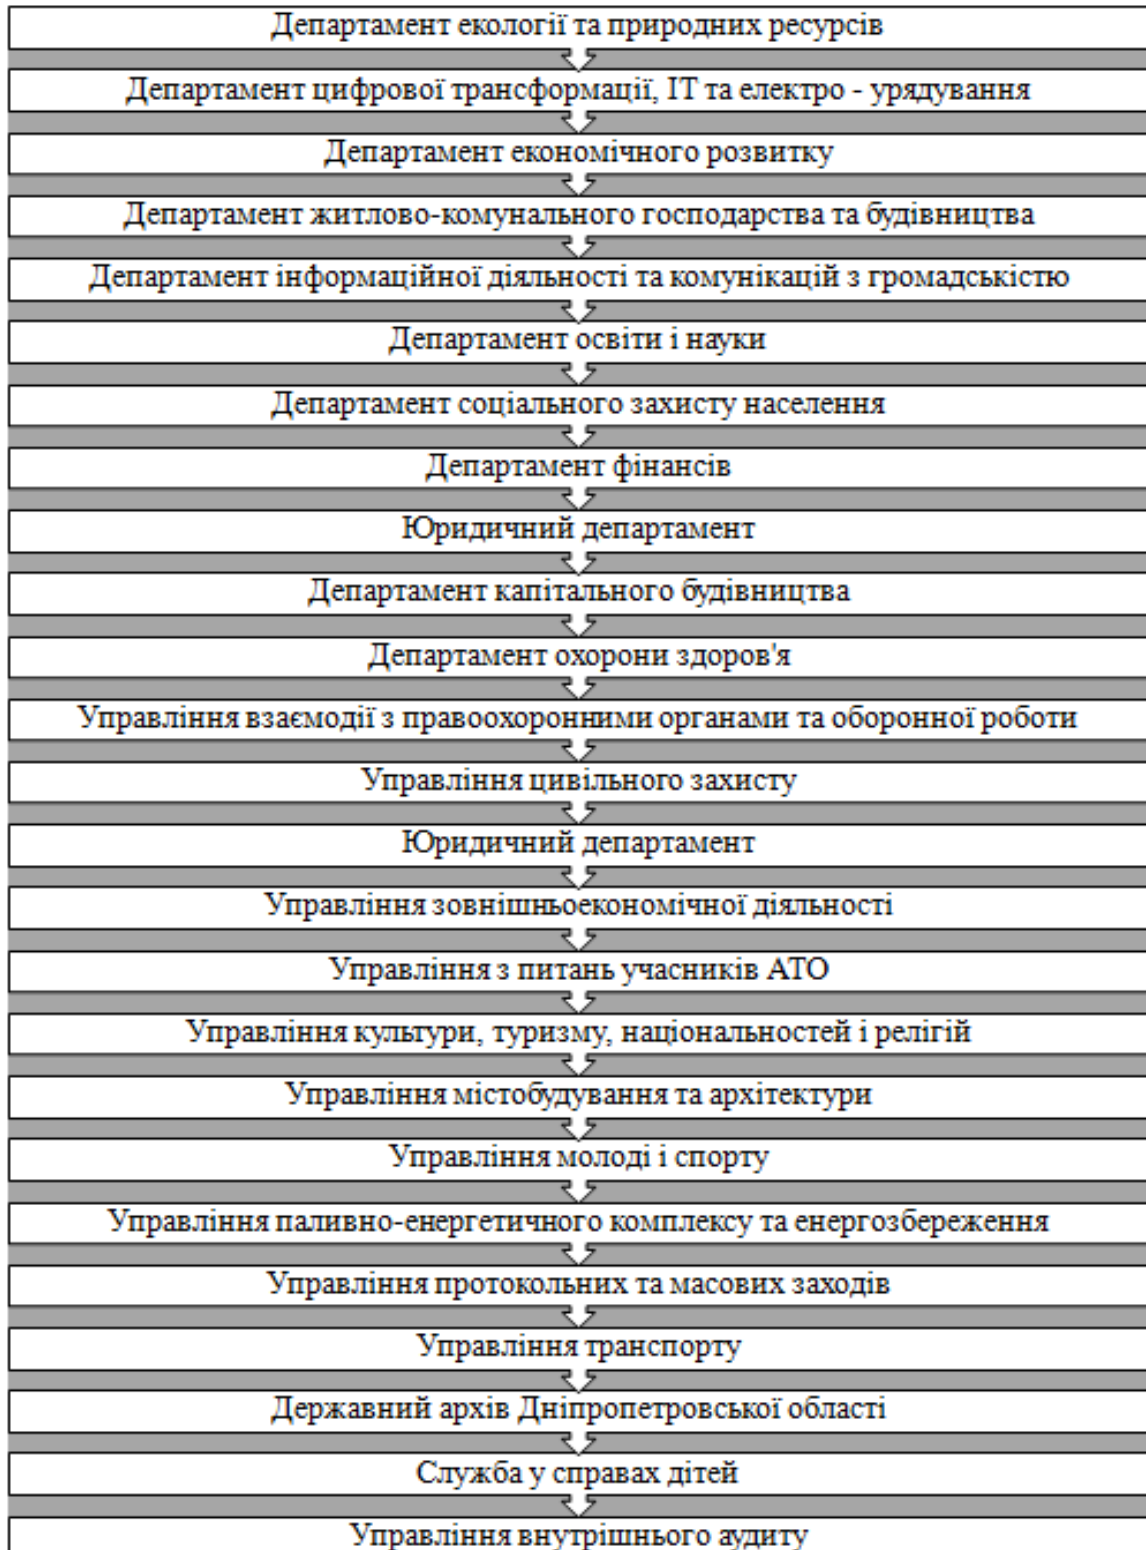 Департамент екології та природних ресурсів
Департамент цифрової трансформації, ІТ та електро - урядування
Департамент економічного розвитку
Департамент житлово-комунального господарства та будівництва
Департамент інформаційної діяльності та комунікацій з громадськістю
Департамент освіти і науки
Департамент соціального захисту населення
Департамент фінансів
Юридичний департамент
Департамент капітального будівництва
Департамент охорони здоров'я
Управління взаємодії з правоохоронними органами та оборонної роботи
Управління цивільного захисту
Юридичний департамент
Управління зовнішньоекономічної діяльності
Управління з питань учасників АТО
Управління культури, туризму, національностей і релігій
Управління містобудування та архітектури
Управління молоді і спорту
Управління паливно-енергетичного комплексу та енергозбереження
Управління протокольних та масових заходів
Управління транспорту
Державний архів Дніпропетровської області
Служба у справах дітей
Управління внутрішнього аудиту